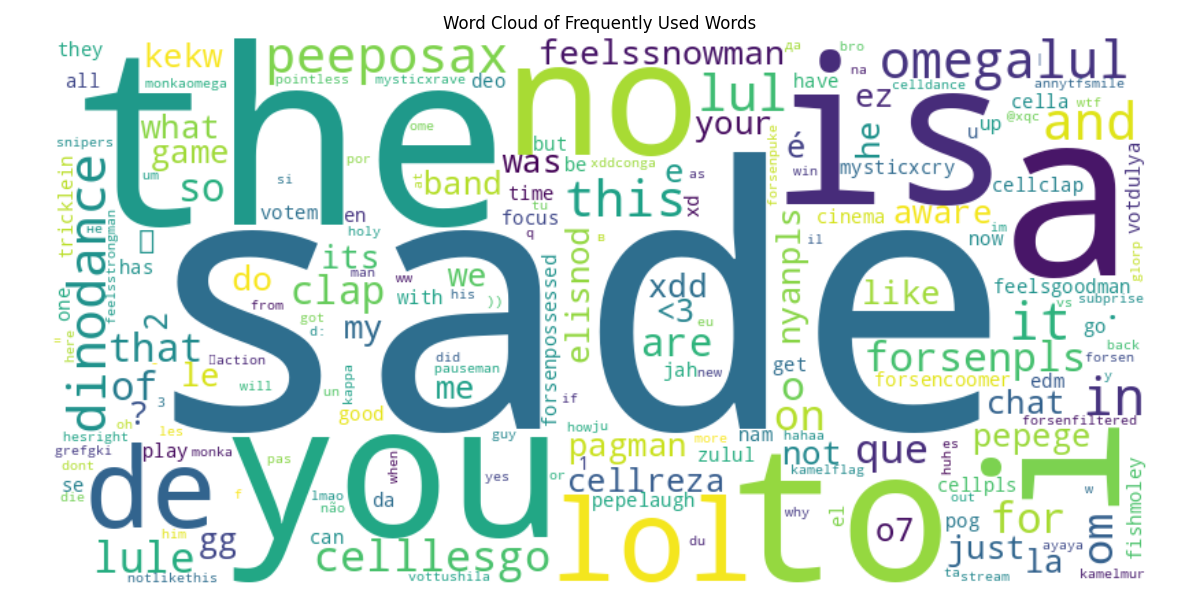 Word Cloud of Frequently Used Words
they
kekw
peeposax
feelssnowman
да
bro
omegalul
all
monkaomega
pointless
mysticxrave
deo
lul
have
na
celldance
annytfsmile
the
no
is
ez
cella
wtf
what
ome
your
@xqc
and
u
up
snipers
game
por
but
he
é
a
um
so
si
at
band
was
be
xddconga
e
as
forsenpuke
win
mysticxcry
votdulya
tricklein
dinodance
не
feelsstrongman
votem
en
time
tu
focus
q
this
xd
cellclap
cinema
aware
im
now
holy
has
its
man
ww
we
в
il
glorp
do
sade
xdd
nyanpls
like
feelsgoodman
one
from
clap
with
his
))
forsenpossessed
elisnod
<3
eu
vs
subprise
2
got
d:
my
are
it
go
that
back
here
action
did
pauseman
jah
new
get
forsenpls
forsen
of
le
will
un
kappa
me
if
o
forsencoomer
edm
y
in
3
?
good
on
chat
oh
les
howju
forsenfiltered
hesright
guy
pagman
more
nam
hahaa
pepege
i
grefgki
play
monka
zulul
not
que
huh
es
dont
pas
when
yes
or
1
cellreza
kamelflag
cellpls
w
se
die
de
f
lmao
não
da
you
pepelaugh
out
fishmoley
him
lol
to
why
el
o7
pog
for
om
lule
gg
can
celllesgo
du
just
la
ayaya
notlikethis
vottushila
ta
stream
kamelmur